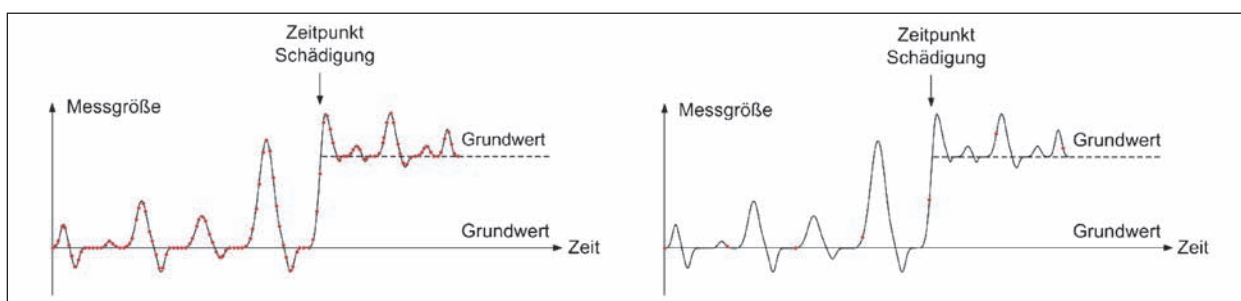 Zeitpunkt
Schädigung
Messgröße
Grundwert
Grundwert
Zeit
Zeitpunkt
Schädigung
Messgröße
Grundwert
Grundwert
Zeit